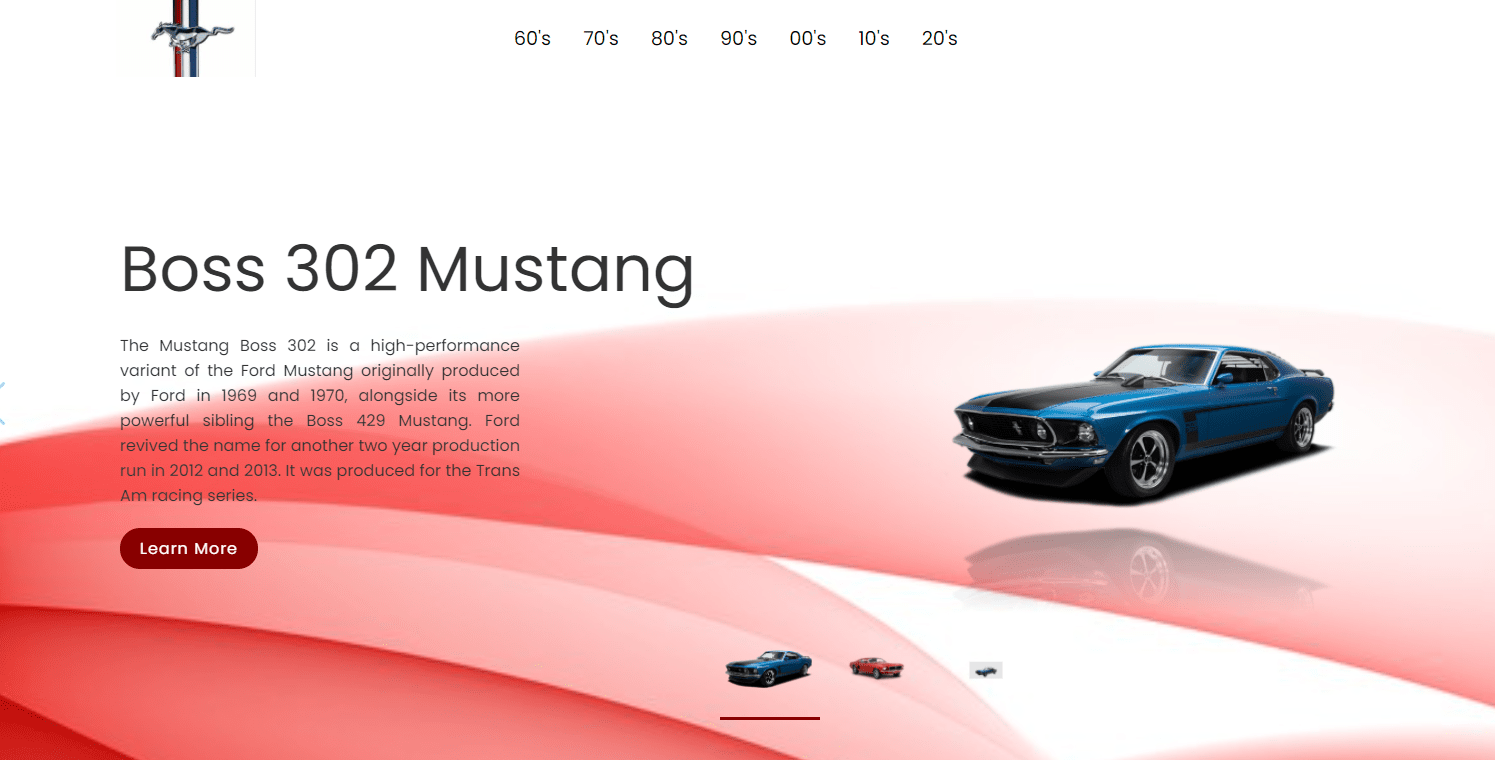 60's 70's 80's 90's 00's 10's 20's
Boss 302 Mustang
The Mustang Boss 302 is a high-performance
variant of the Ford Mustang originally produced
by Ford in 1969 and 1970, alongside its more
powerful sibling the Boss 429 Mustang. Ford
revived the name for another two year production
run in 2012 and 2013. It was produced for the Trans
Am racing series.
Learn More